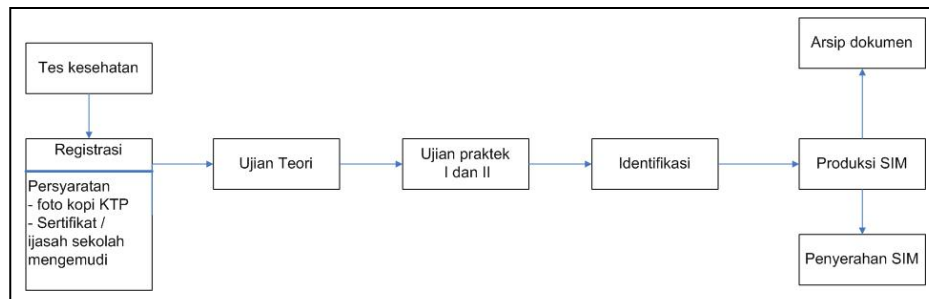 Tes kesehatan
Registrasi
Persyaratan
- foto kopi KTP
- Sertifikat /
ijasah sekolah
mengemudi
Ujian Teori
Ujian praktek
I dan II
Identifikasi
Arsip dokumen
Produksi SIM
Penyerahan SIM